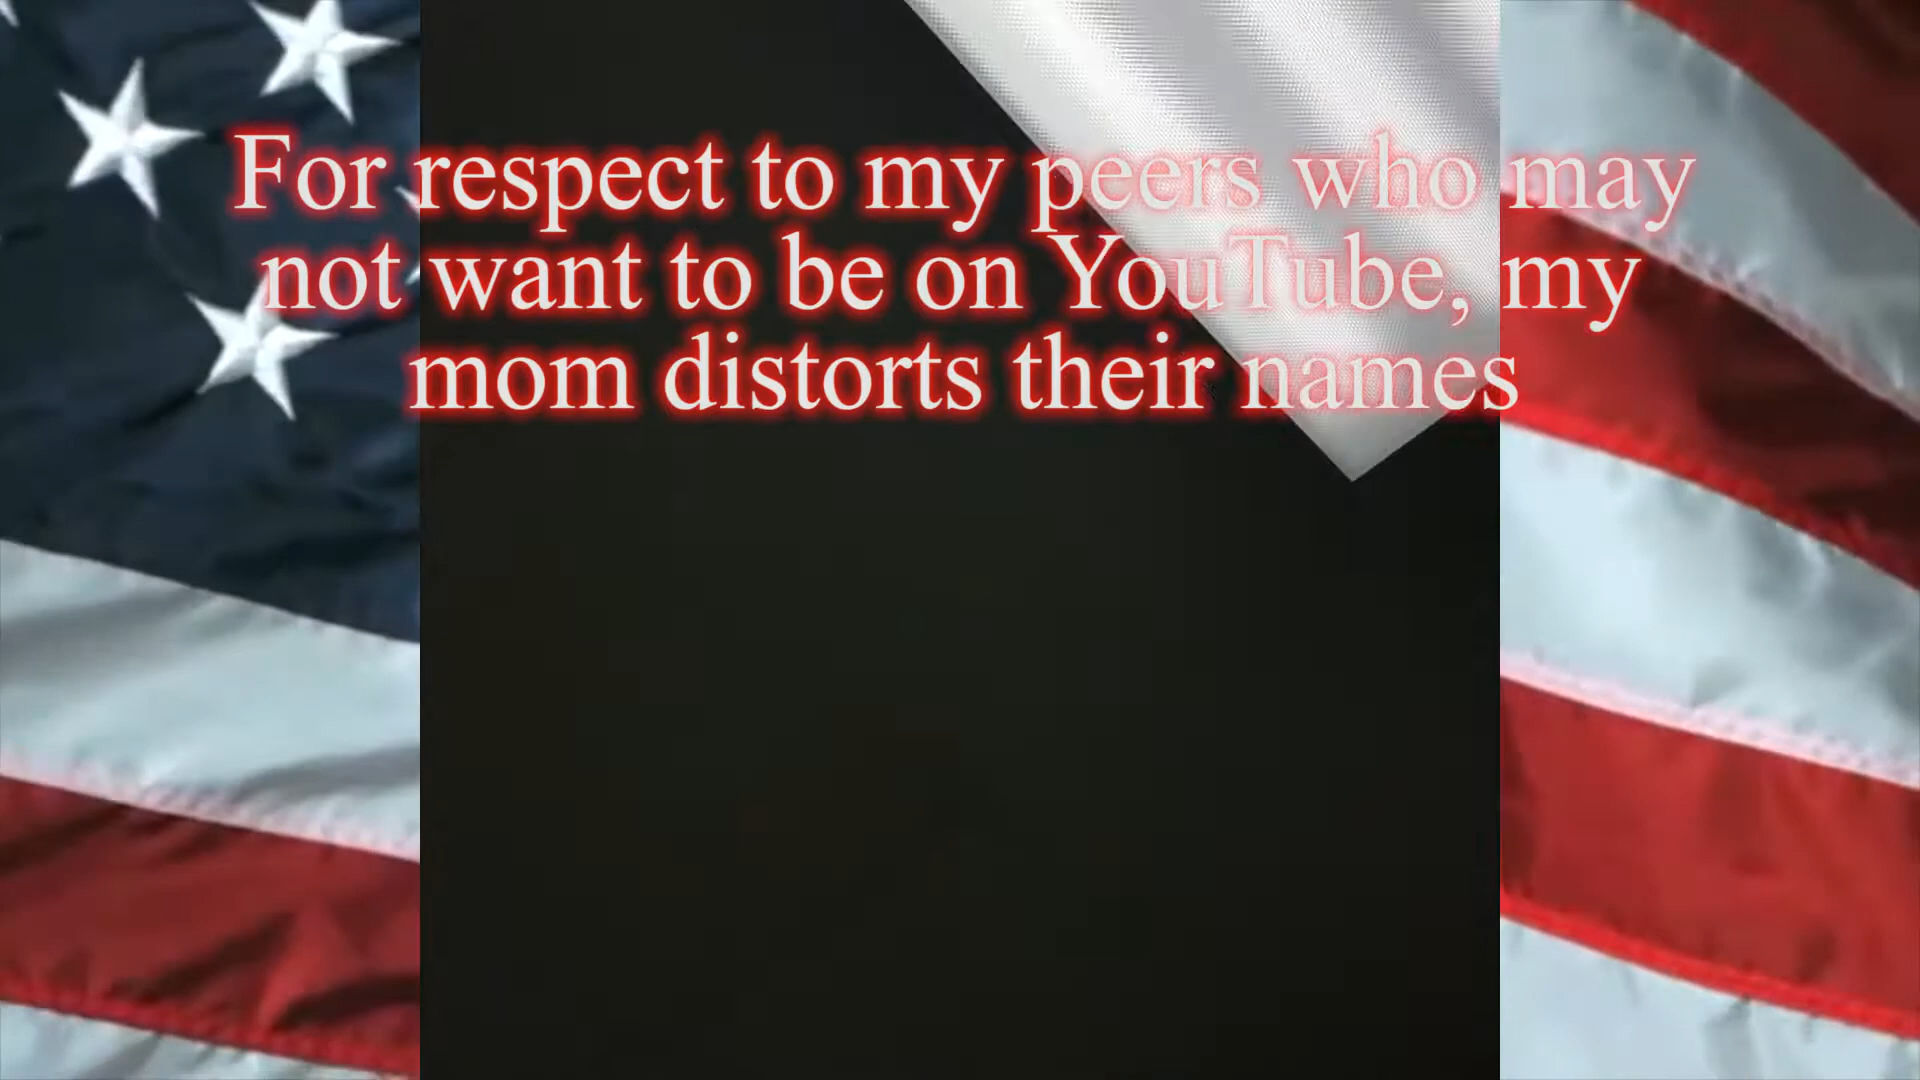 For respect to my peers who may
not want to be on YouTube, my
mom distorts their names